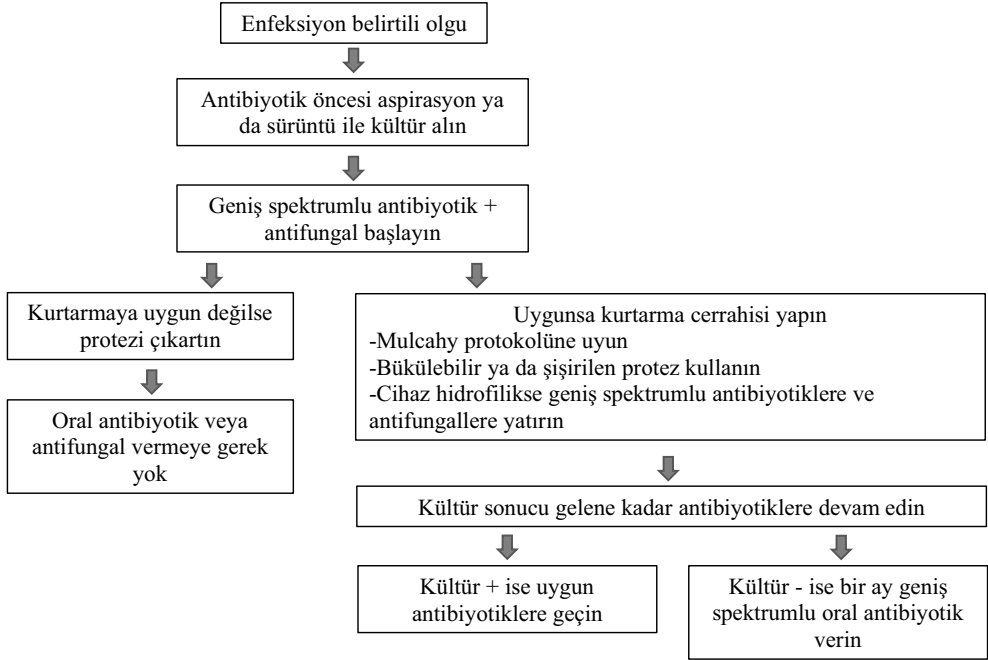 Enfeksiyon belirtili olgu
Antibiyotik öncesi aspirasyon ya
da sürüntü ile kültür alın
Geniş spektrumlu antibiyotik +
antifungal başlayın
Kurtarmaya uygun değilse
protezi çıkartın
Oral antibiyotik veya
antifungal vermeye gerek
yok
Uygunsa kurtarma cerrahisi yapın
-Mulcahy protokolüne uyun
-Bükülebilir ya da şişirilen protez kullanın
-Cihaz hidrofilikse geniş spektrumlu antibiyotiklere ve
antifungallere yatırın
Kültür sonucu gelene kadar antibiyotiklere devam edin
Kültür + ise uygun
antibiyotiklere geçin
Kültür - ise bir ay geniş
spektrumlu oral antibiyotik
verin